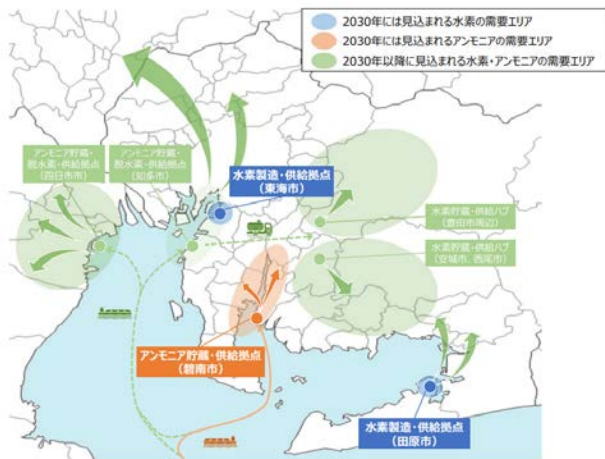 2030年には見込まれる水素の需要エリア
2030年には見込まれるアンモニアの需要エリア
2030年以降に見込まれる水素・アンモニアの需要エリア
アンモニア貯蔵・
脱水素・供給拠点
(四日市市)
アンモニア貯蔵・
脱水素・供給拠点
(知多市)
水素製造・供給拠点
(東海市)
水素貯蔵・供給ハブ
(豊田市周辺)
水素貯蔵・供給ハブ
(安城市、西尾市)
アンモニア貯蔵・供給拠点
(碧南市)
水素製造・供給拠点
(田原市)